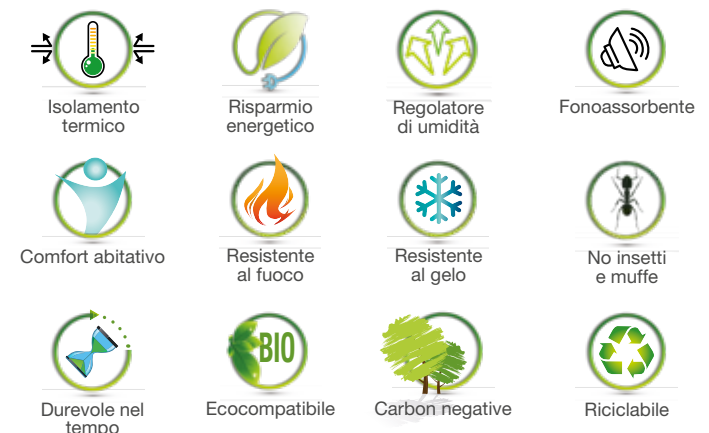 Isolamento
termico
Risparmio
energetico
Regolatore
di umidità
Fonoassorbente
Comfort abitativo
Resistente
al fuoco
Resistente
al gelo
No insetti
e muffe
Durevole nel
tempo
BIO
Ecocompatibile
Carbon negative
Riciclabile